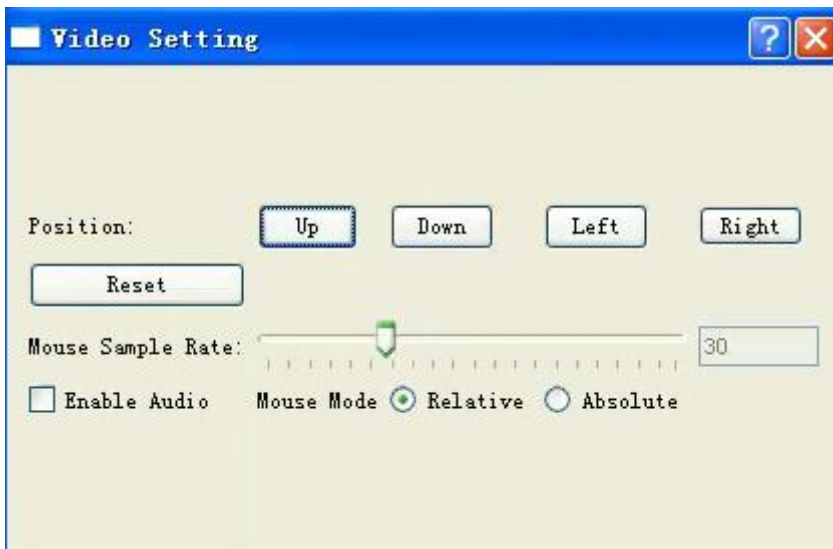 Video Setting
Position: Up Down Left Right
Reset
Mouse Sample Rate: 30
Enable Audio Mouse Mode Relative Absolute